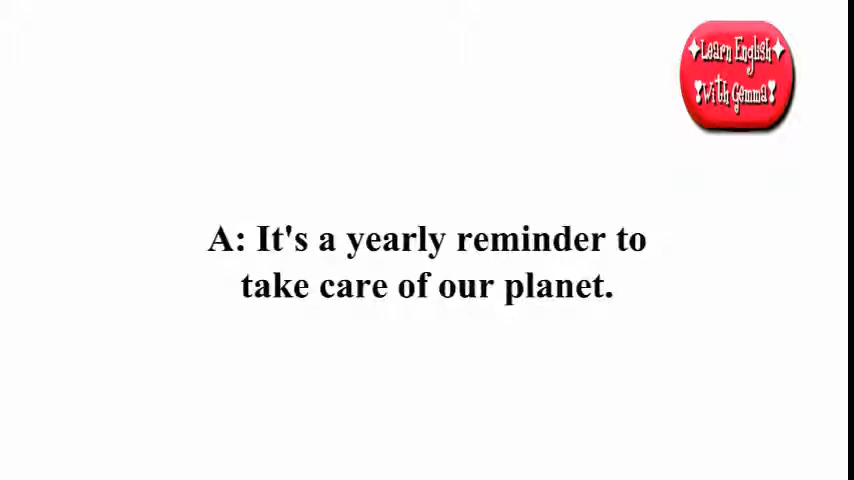 Learn English
With Gemma
A: It's a yearly reminder to
take care of our planet.